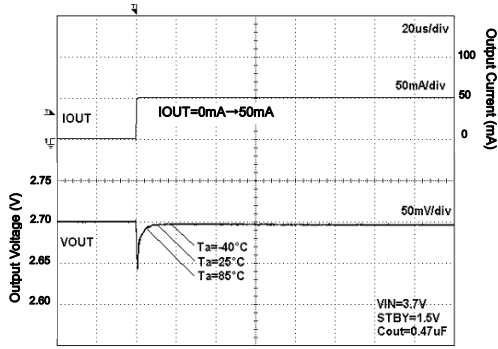 20us/div
100
50mA/div
50
IOUT
IOUT=0mA→50mA
0
Output Current (mA)
2.75
2.70
50mV/div
VOUT
Ta=-40°C
2.65
Ta=25°C
Ta=85°C
2.60
Output Voltage (V)
VIN=3.7V
STBY=1.5V
Cout=0.47uF